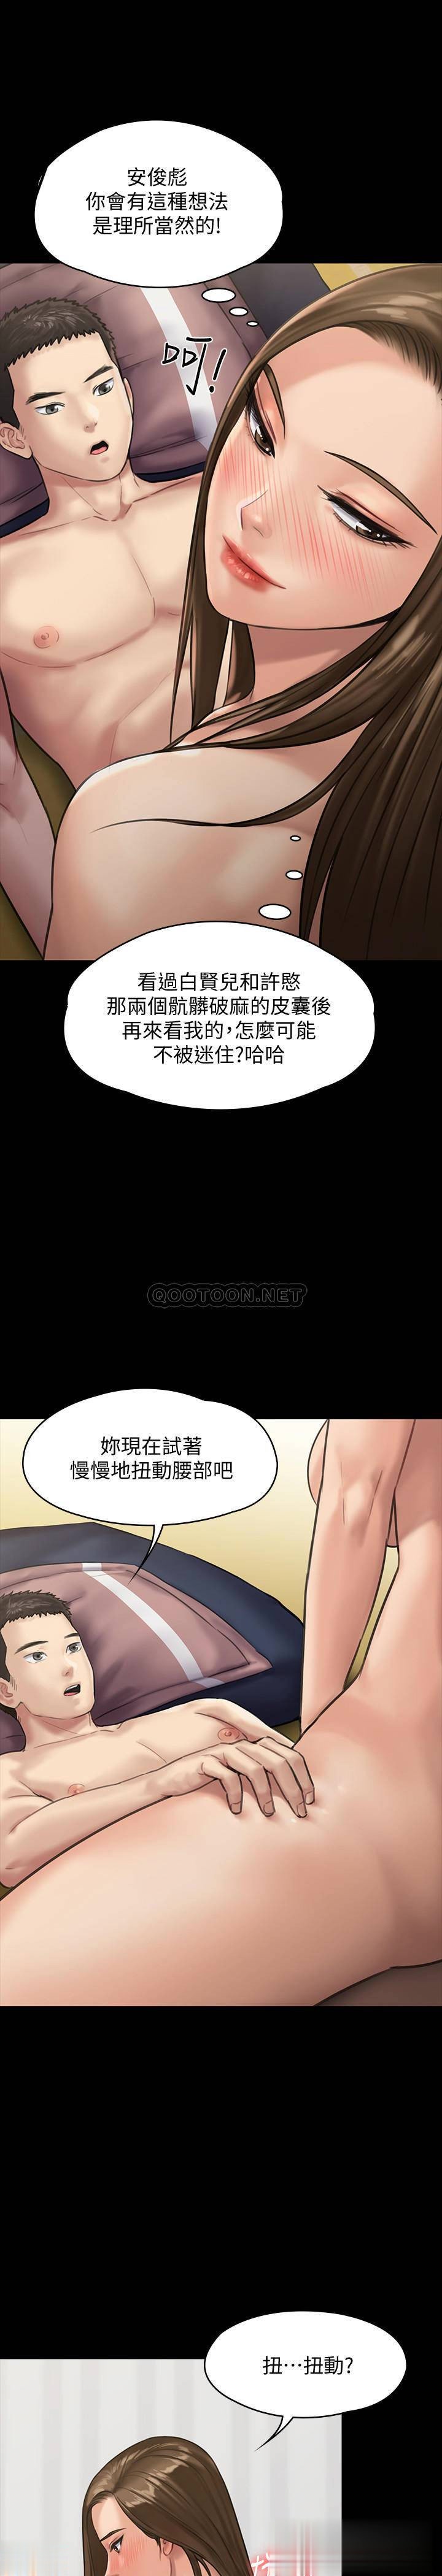 安俊彪
你會有這種想法
是理所當然的!
呵!
看過白賢兒和許愍
那兩個骯髒破麻的皮囊後
再來看我的,怎麼可能
不被迷住?哈哈
QOOTOON.NET
妳現在試著
慢慢地扭動腰部吧
扭…扭動?